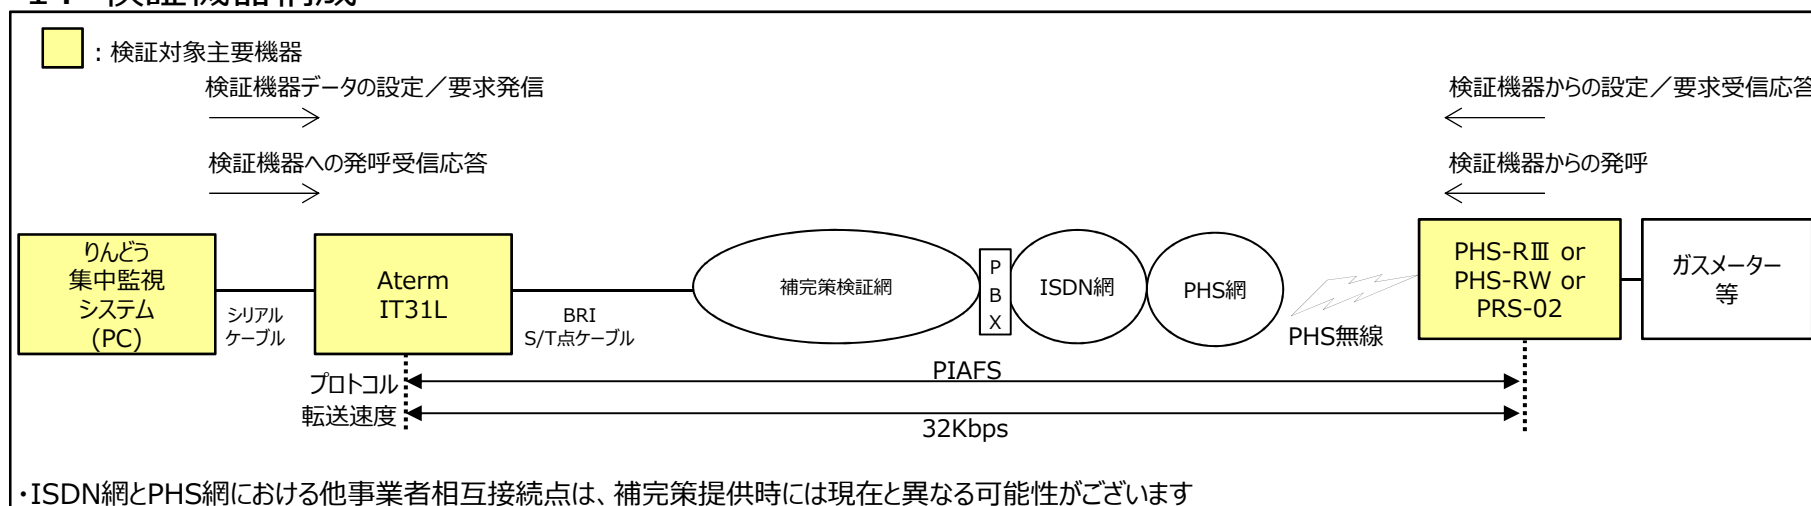 1. 検証機器構成
：検証対象主要機器
検証機器データの設定／要求発信
検証機器からの設定／要求受信応答
検証機器への発呼受信応答
検証機器からの発呼
りんどう
集中監視
システム
(PC)
シリアル
ケーブル
Aterm
IT31L
BRI
S/T点ケーブル
補完策検証網
P
B
X
ISDN網
PHS網
PHS無線
PHS-RⅢ or
PHS-RW or
PRS-02
ガスメーター
等
プロトコル
PIAFS
転送速度
32Kbps
・ISDN網とPHS網における他事業者相互接続点は、補完策提供時には現在と異なる可能性がございます